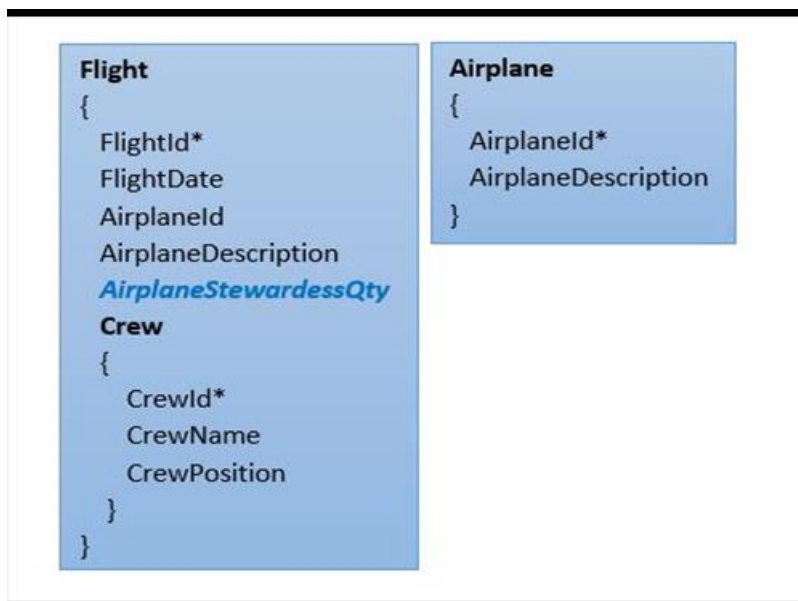 Flight
{
FlightId*
FlightDate
AirplaneId
AirplaneDescription
AirplaneStewardessQty
Crew
{
CrewId*
CrewName
CrewPosition
}
}
Airplane
{
AirplaneId*
AirplaneDescription
}